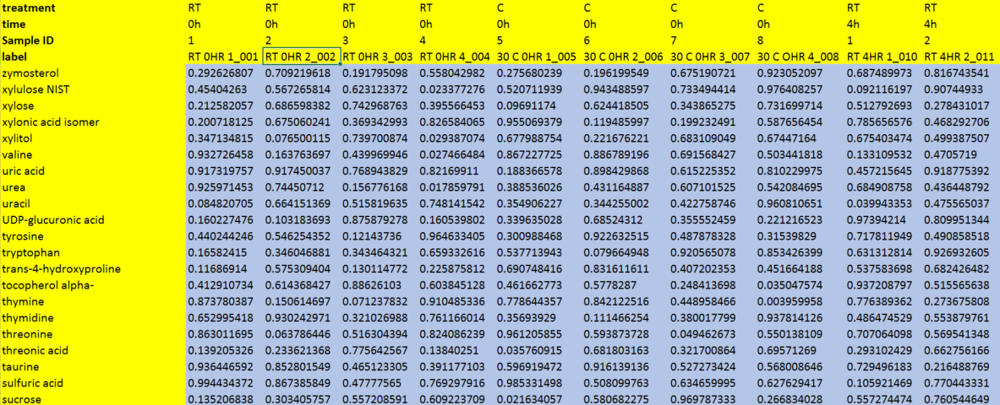 treatment RT RT RT RT C C C C RT RT
time 0h 0h 0h 0h 0h 0h 0h 0h 4h 4h
Sample ID 1 2 3 4 5 6 7 8 1 2
label RT 0HR 1_001 RT 0HR 2_002 RT 0HR 3_003 RT 0HR 4_004 30 C 0HR 1_005 30 C 0HR 2_006 30 C 0HR 3_007 30 C OHR 4_008 RT 4HR 1_010 RT 4HR 2_011
zymosterol 0.292626807 0.709219618 0.191795098 0.558042982 0.275680239 0.196199549 0.675190721 0.923052097 0.687489973 0.816743541
xylulose NIST 0.45404263 0.567265814 0.623123372 0.023377276 0.520711939 0.943488597 0.733494414 0.976408257 0.092116197 0.90744933
xylose 0.212582057 0.686598382 0.742968763 0.395566453 0.09691174 0.624418505 0.343865275 0.731699714 0.512792693 0.278431017
xylonic acid isomer 0.200718125 0.675060241 0.369342993 0.826584065 0.955069379 0.119485997 0.199232491 0.587656454 0.785656576 0.468292706
xylitol 0.347134815 0.076500115 0.739700874 0.029387074 0.677988754 0.221676221 0.683109049 0.67447164 0.675403474 0.499387507
valine 0.932726458 0.163763697 0.439969946 0.027466484 0.867227725 0.886789196 0.691568427 0.503441818 0.133109532 0.4705719
uric acid 0.917319757 0.917450037 0.768943829 0.82169911 0.188366578 0.898429868 0.615225352 0.810229975 0.457215645 0.918775392
urea 0.925971453 0.74450712 0.156776168 0.017859791 0.388536026 0.431164887 0.607101525 0.542084695 0.684908758 0.436448792
uracil 0.084820705 0.664151369 0.515819635 0.748141542 0.354906227 0.344255002 0.422758746 0.960810651 0.039943353 0.475565037
UDP-glucuronic acid 0.160227476 0.103183693 0.875879278 0.160539802 0.339635028 0.68524312 0.355552459 0.221216523 0.97394214 0.809951344
tyrosine 0.440244246 0.546254352 0.12143736 0.964633405 0.300988468 0.922632515 0.487878328 0.31539829 0.717811949 0.490858518
tryptophan 0.16582415 0.346046881 0.343464321 0.659332616 0.537713943 0.079664948 0.920565078 0.853426399 0.631312814 0.926932605
trans-4-hydroxyproline 0.11686914 0.575309404 0.130114772 0.225875812 0.690748416 0.831611611 0.407202353 0.451664188 0.537583698 0.682426482
tocopherol alpha- 0.412910734 0.614368427 0.88626103 0.603845128 0.461662773 0.5778287 0.248413698 0.035047574 0.937208797 0.515565638
thymine 0.873780387 0.150614697 0.071237832 0.910485336 0.778644357 0.842122516 0.448958466 0.003959958 0.776389362 0.273675808
thymidine 0.652995418 0.930242971 0.321026988 0.761166014 0.35693929 0.111466254 0.380017799 0.937814126 0.486474529 0.553879761
threonine 0.863011695 0.063786446 0.516304394 0.824086239 0.961205855 0.593873728 0.049462673 0.550138109 0.707064098 0.569541348
threonic acid 0.139205326 0.233621368 0.775642567 0.13840251 0.035760915 0.681803163 0.321700864 0.69571269 0.293102429 0.662756166
taurine 0.936446592 0.852801549 0.465123305 0.391177103 0.596919472 0.916139136 0.527273424 0.568008646 0.729496183 0.216488769
sulfuric acid 0.994434372 0.867385849 0.47777565 0.769297916 0.985331498 0.508099763 0.634659995 0.627629417 0.105921469 0.770443331
sucrose 0.135206838 0.303405757 0.557208591 0.609223709 0.021634057 0.580682275 0.969787333 0.266834028 0.557274474 0.760544649